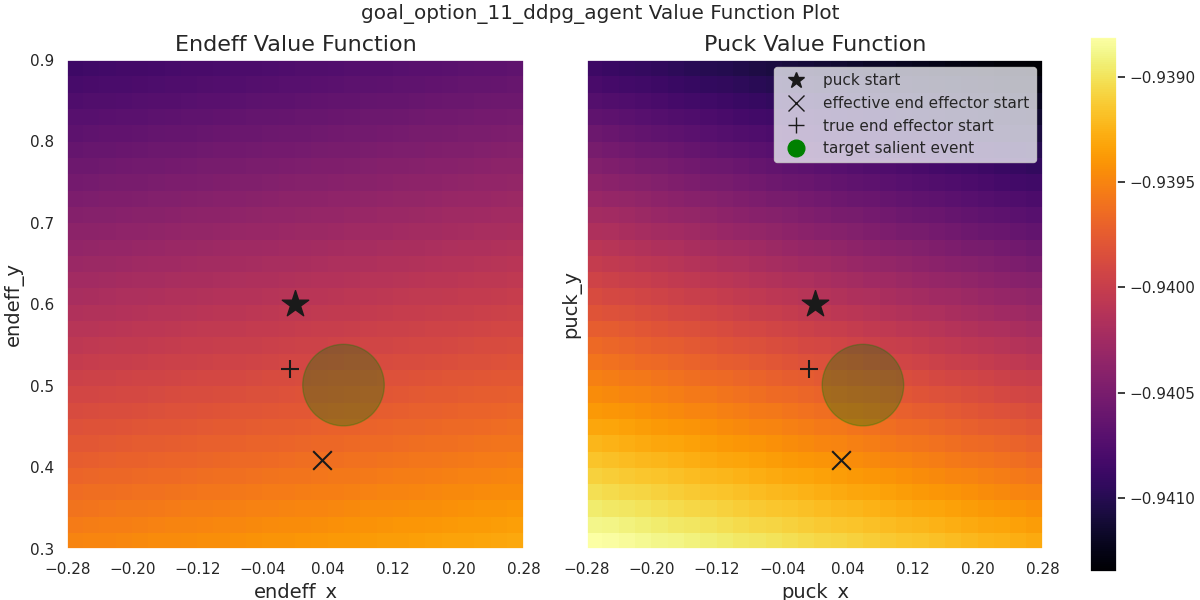 goal_option_11_ddpg_agent Value Function Plot
Endeff Value Function
Puck Value Function
endeff_y
0.9
0.8
0.7
0.6
0.5
0.4
0.3
−0.28 −0.20 −0.12 −0.04 0.04 0.12 0.20 0.28
endeff_x
puck_y
puck start
effective end effector start
true end effector start
target salient event
−0.28 −0.20 −0.12 −0.04 0.04 0.12 0.20 0.28
puck_x
−0.9390
−0.9395
−0.9400
−0.9405
−0.9410